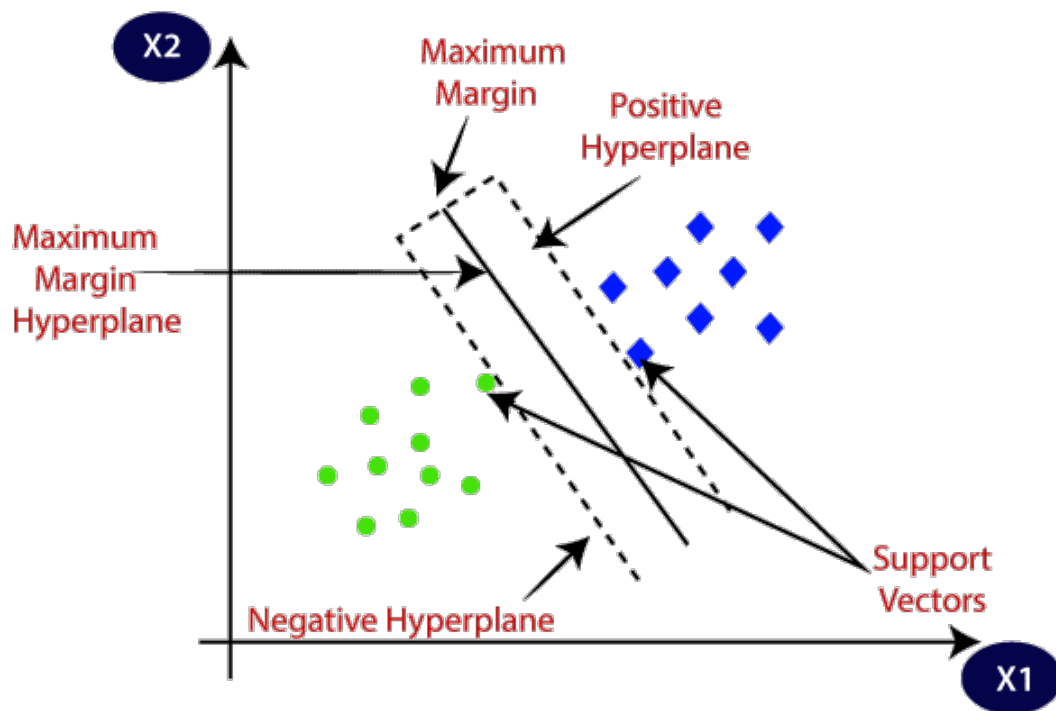 X2
Maximum
Margin
Positive
Hyperplane
Maximum
Margin
Hyperplane
Support
Vectors
Negative Hyperplane
X1